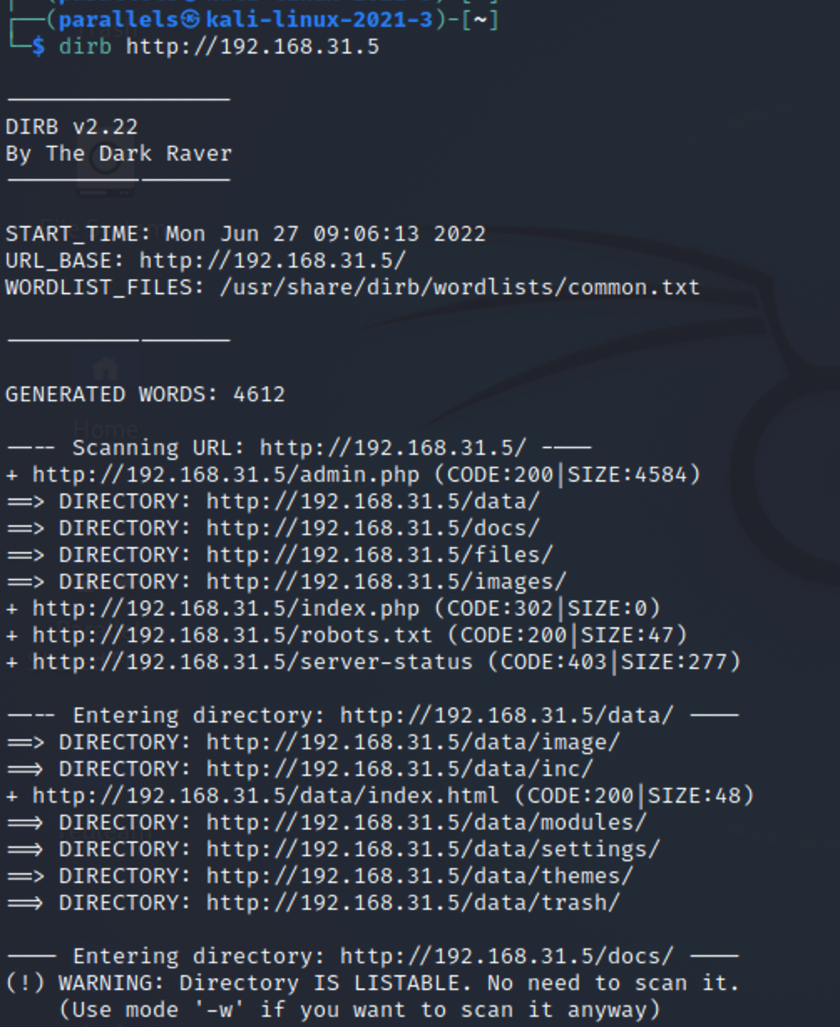 (parallels㉿kali-linux-2021-3)-[~]
$ dirb http://192.168.31.5
DIRB v2.22
By The Dark Raver
START_TIME: Mon Jun 27 09:06:13 2022
URL_BASE: http://192.168.31.5/
WORDLIST_FILES: /usr/share/dirb/wordlists/common.txt
GENERATED WORDS: 4612
---- Scanning URL: http://192.168.31.5/ ----
+ http://192.168.31.5/admin.php (CODE:200|SIZE:4584)
==> DIRECTORY: http://192.168.31.5/data/
==> DIRECTORY: http://192.168.31.5/docs/
==> DIRECTORY: http://192.168.31.5/files/
==> DIRECTORY: http://192.168.31.5/images/
+ http://192.168.31.5/index.php (CODE:302|SIZE:0)
+ http://192.168.31.5/robots.txt (CODE:200|SIZE:47)
+ http://192.168.31.5/server-status (CODE:403|SIZE:277)
---- Entering directory: http://192.168.31.5/data/ ----
==> DIRECTORY: http://192.168.31.5/data/image/
==> DIRECTORY: http://192.168.31.5/data/inc/
+ http://192.168.31.5/data/index.html (CODE:200|SIZE:48)
==> DIRECTORY: http://192.168.31.5/data/modules/
==> DIRECTORY: http://192.168.31.5/data/settings/
==> DIRECTORY: http://192.168.31.5/data/themes/
==> DIRECTORY: http://192.168.31.5/data/trash/
---- Entering directory: http://192.168.31.5/docs/ ----
(!) WARNING: Directory IS LISTABLE. No need to scan it.
(Use mode '-w' if you want to scan it anyway)